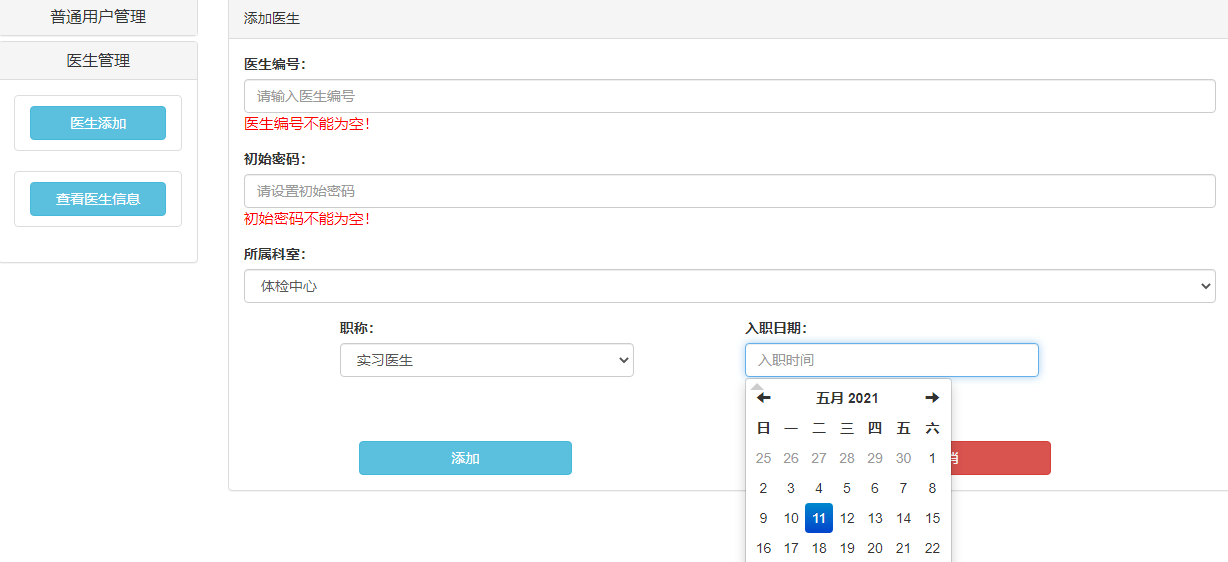 普通用户管理
医生管理
医生添加
查看医生信息
添加医生
医生编号：
请输入医生编号
医生编号不能为空！
初始密码：
请设置初始密码
初始密码不能为空！
所属科室：
体检中心
职称：
实习医生
入职日期：
入职时间
五月 2021
日 一 二 三 四 五 六
25 26 27 28 29 30 1
2 3 4 5 6 7 8
9 10 11 12 13 14 15
16 17 18 19 20 21 22
添加